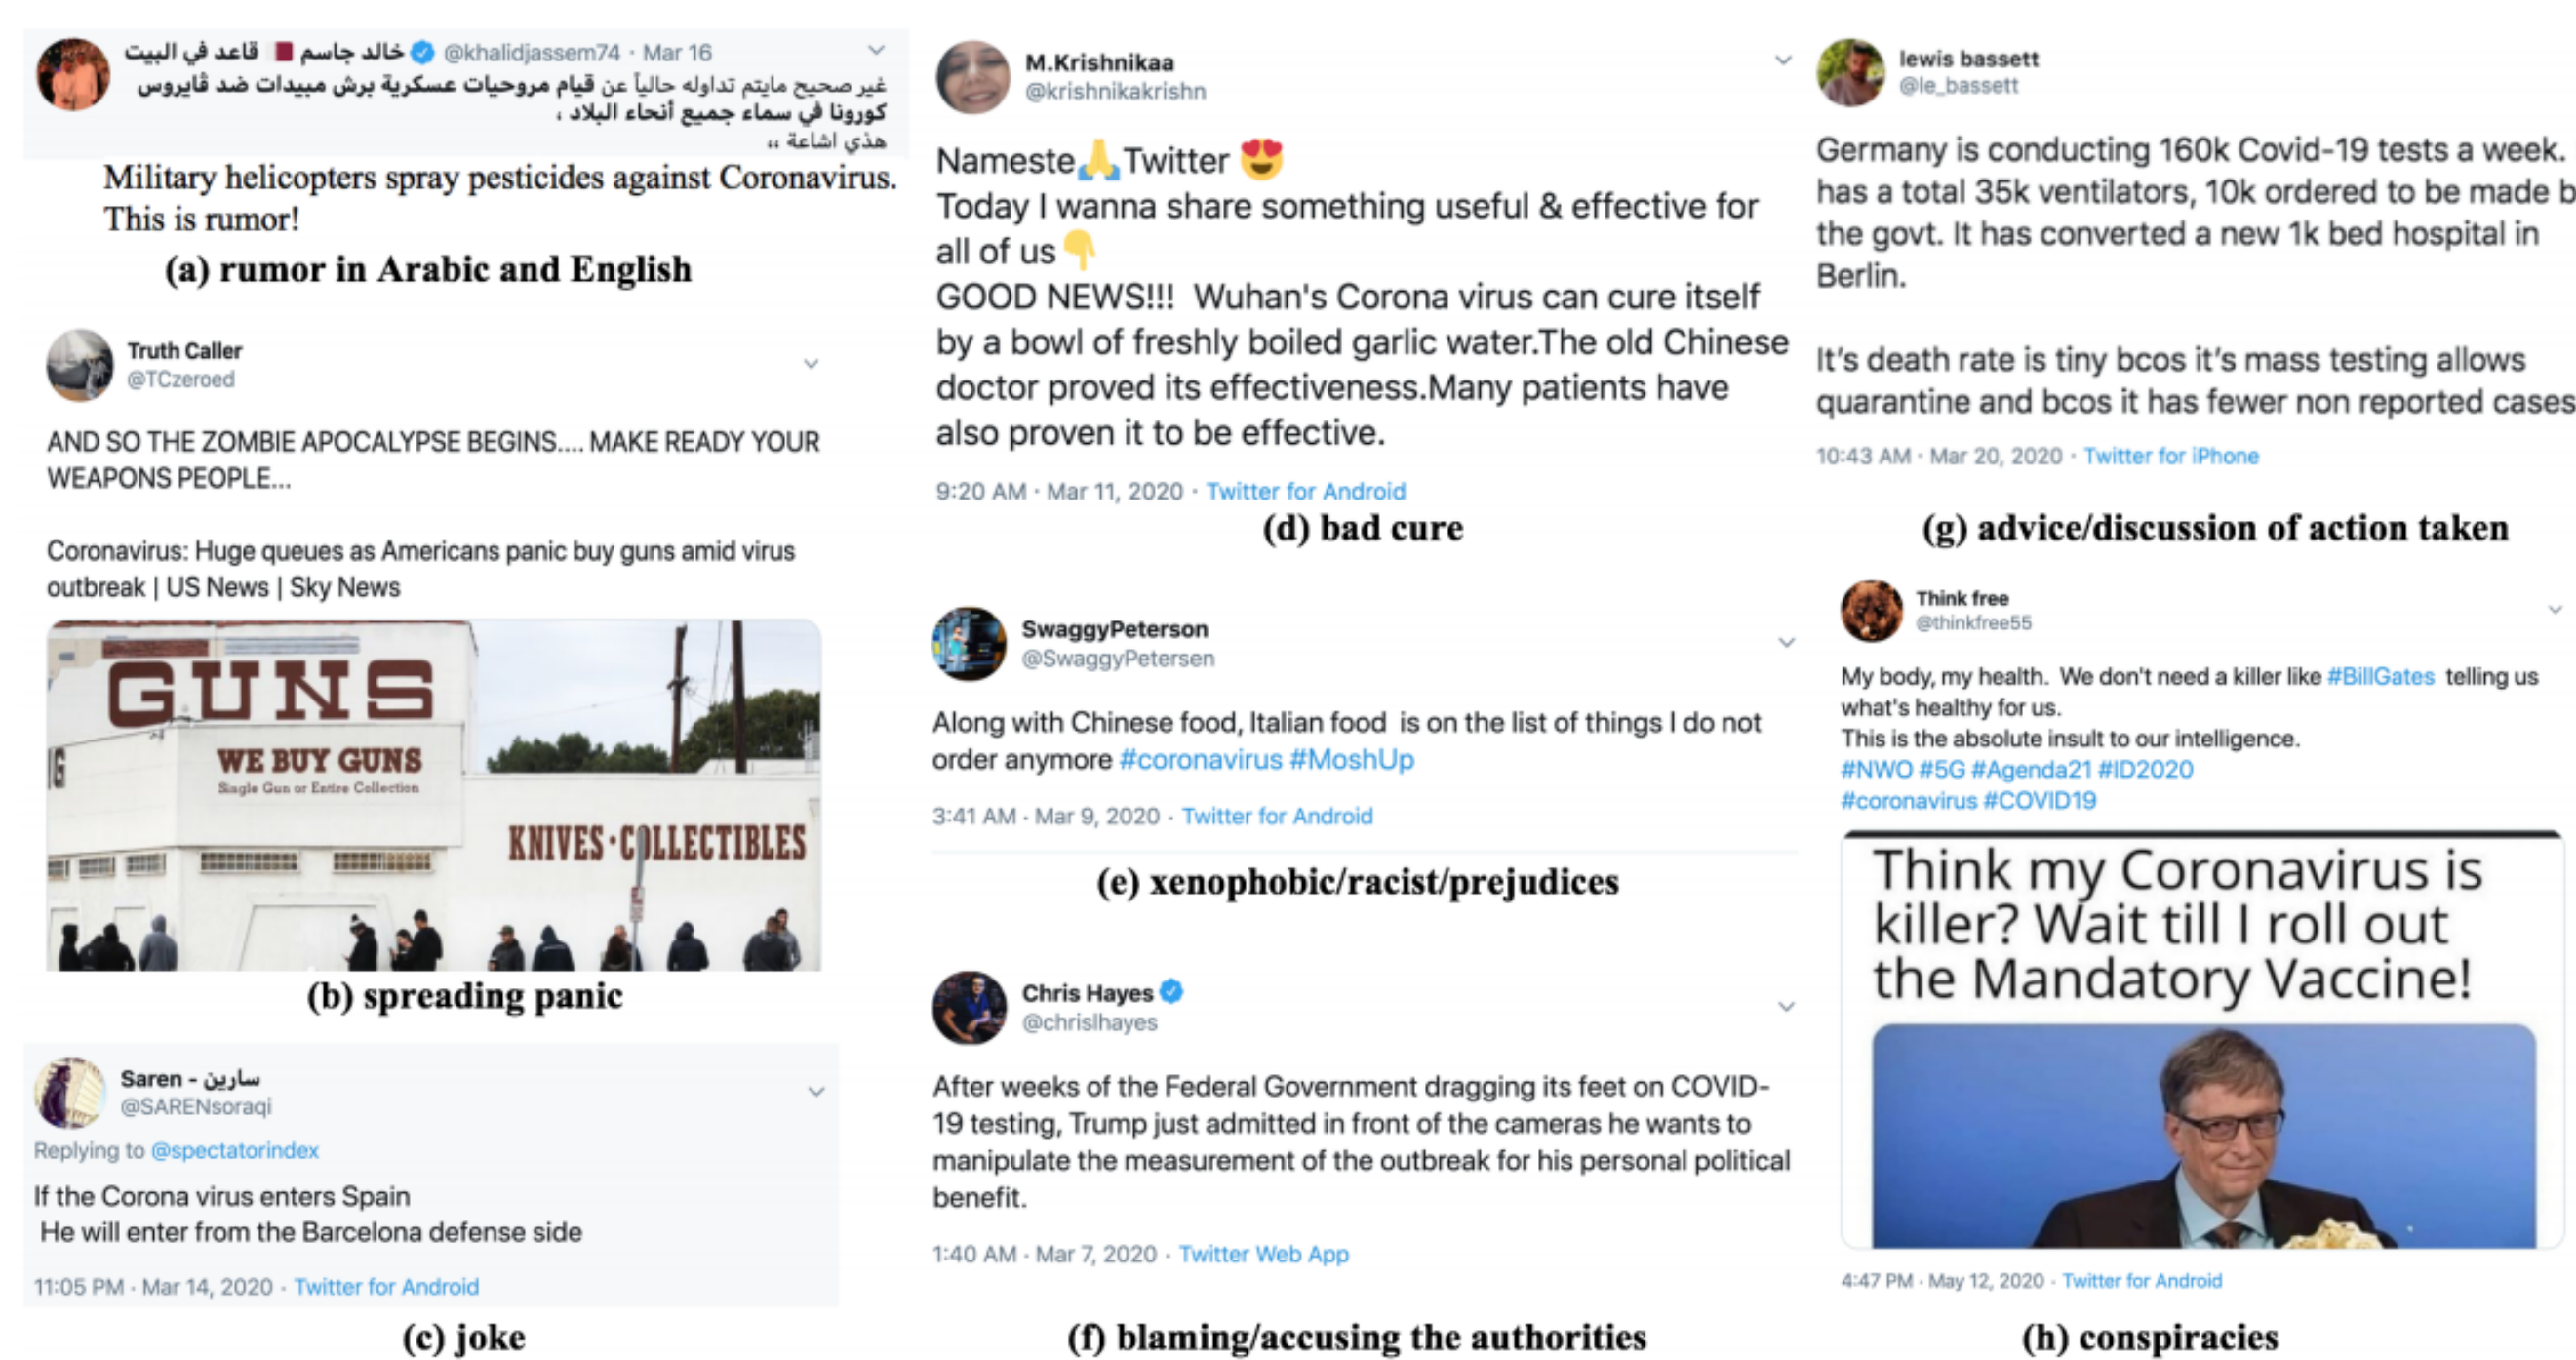 خالد جاسم قاعد في البيت @khalidjassem74 · Mar 16
غير صحيح مايتم تداوله حالياً عن قيام مروحيات عسكرية برش مبيدات ضد ڤايروس
كورونا في سماء جميع أنحاء البلاد ،
هذي اشاعة ،،
Military helicopters spray pesticides against Coronavirus.
This is rumor!
(a) rumor in Arabic and English
Truth Caller
@TCzeroed
AND SO THE ZOMBIE APOCALYPSE BEGINS.... MAKE READY YOUR
WEAPONS PEOPLE...
Coronavirus: Huge queues as Americans panic buy guns amid virus
outbreak | US News | Sky News
GUNS
WE BUY GUNS
Single Gun or Entire Collection
KNIVES·COLLECTIBLES
(b) spreading panic
Saren - سارين
@SARENsoraqi
Replying to @spectatorindex
If the Corona virus enters Spain
He will enter from the Barcelona defense side
11:05 PM · Mar 14, 2020 · Twitter for Android
(c) joke
M.Krishnikaa
@krishnikakrishn
Nameste🙏Twitter 😍
Today I wanna share something useful & effective for
all of us👇
GOOD NEWS!!! Wuhan's Corona virus can cure itself
by a bowl of freshly boiled garlic water.The old Chinese
doctor proved its effectiveness.Many patients have
also proven it to be effective.
9:20 AM · Mar 11, 2020 · Twitter for Android
(d) bad cure
SwaggyPeterson
@SwaggyPetersen
Along with Chinese food, Italian food is on the list of things I do not
order anymore #coronavirus #MoshUp
3:41 AM · Mar 9, 2020 · Twitter for Android
(e) xenophobic/racist/prejudices
Chris Hayes
@chrislhayes
After weeks of the Federal Government dragging its feet on COVID-
19 testing, Trump just admitted in front of the cameras he wants to
manipulate the measurement of the outbreak for his personal political
benefit.
1:40 AM · Mar 7, 2020 · Twitter Web App
(f) blaming/accusing the authorities
lewis bassett
@le_bassett
Germany is conducting 160k Covid-19 tests a week.
has a total 35k ventilators, 10k ordered to be made b
the govt. It has converted a new 1k bed hospital in
Berlin.
It's death rate is tiny bcos it's mass testing allows
quarantine and bcos it has fewer non reported cases
10:43 AM · Mar 20, 2020 · Twitter for iPhone
(g) advice/discussion of action taken
Think free
@thinkfree55
My body, my health. We don't need a killer like #BillGates telling us
what's healthy for us.
This is the absolute insult to our intelligence.
#NWO #5G #Agenda21 #ID2020
#coronavirus #COVID19
Think my Coronavirus is
killer? Wait till I roll out
the Mandatory Vaccine!
4:47 PM · May 12, 2020 · Twitter for Android
(h) conspiracies